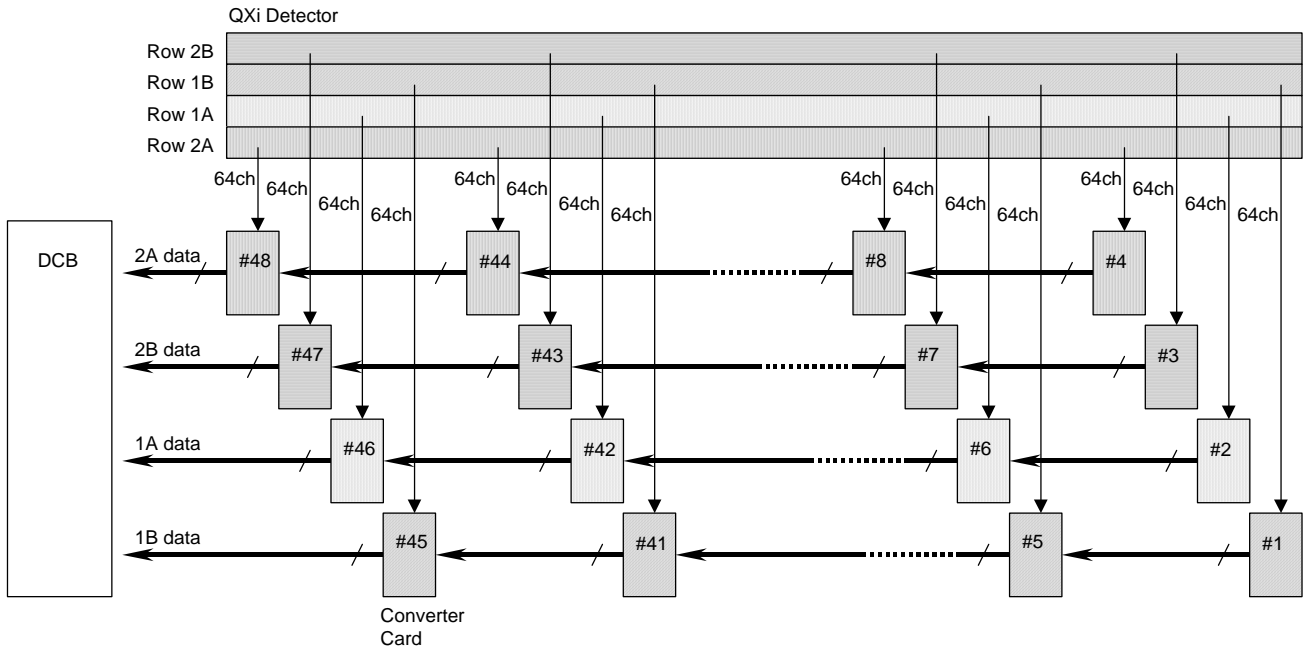 QXi Detector
Row 2B
Row 1B
Row 1A
Row 2A
64ch 64ch 64ch 64ch 64ch 64ch 64ch 64ch 64ch 64ch 64ch 64ch 64ch 64ch 64ch 64ch
DCB
2A data #48 #44 #8 #4
2B data #47 #43 #7 #3
1A data #46 #42 #6 #2
1B data #45 #41 #5 #1
Converter
Card